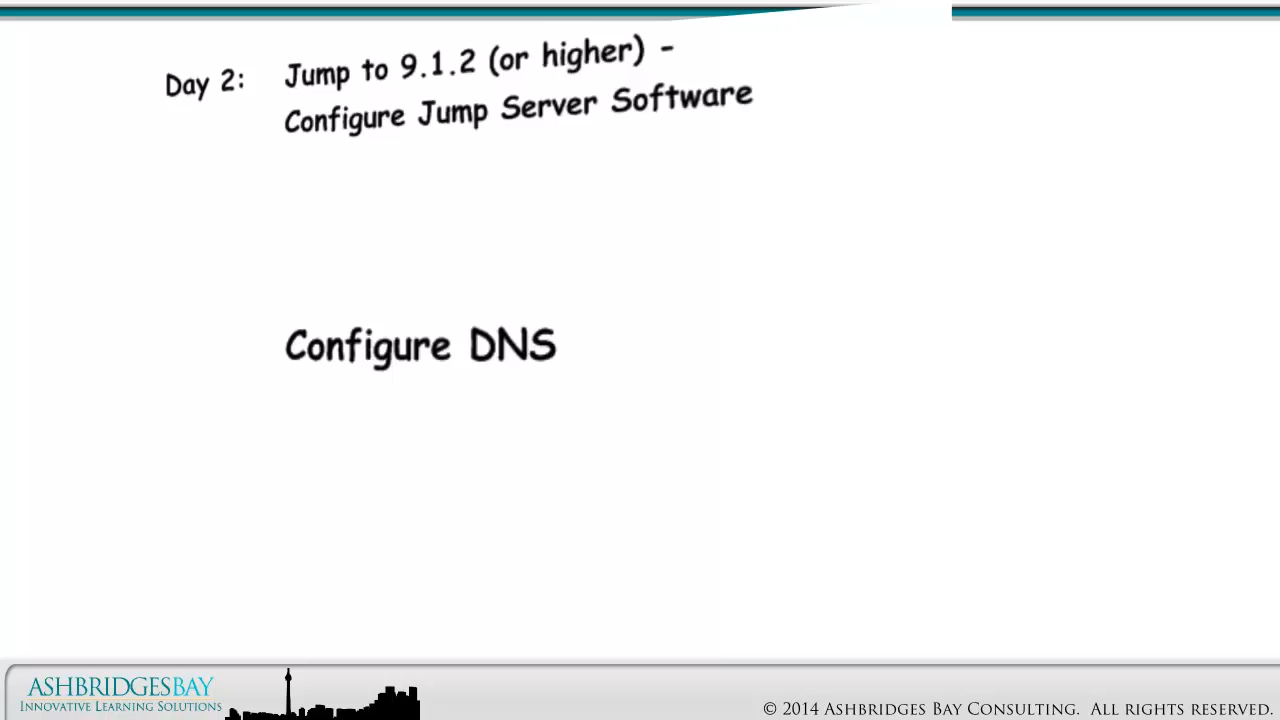 Day 2: Jump to 9.1.2 (or higher) -
Configure Jump Server Software
Configure DNS
ASHBRIDGESBAY
INNOVATIVE LEARNING SOLUTIONS
© 2014 ASHBRIDGES BAY CONSULTING. ALL RIGHTS RESERVED.